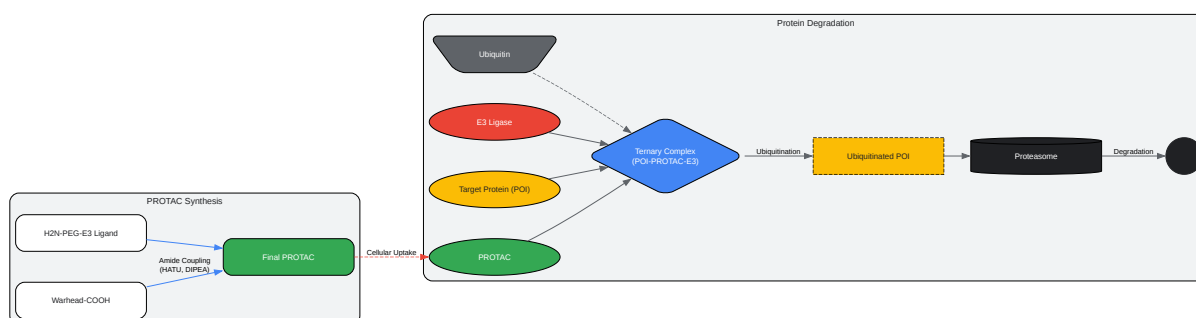 Protein Degradation
Ubiquitin
E3 Ligase
Ternary Complex
(POI-PROTAC-E3)
Ubiquitination
Ubiquitinated POI
Proteasome
Degradation
Target Protein (POI)
PROTAC Synthesis
H2N-PEG-E3 Ligand
Amide Coupling
(HATU, DIPEA)
Final PROTAC
Cellular Uptake
PROTAC
Warhead-COOH